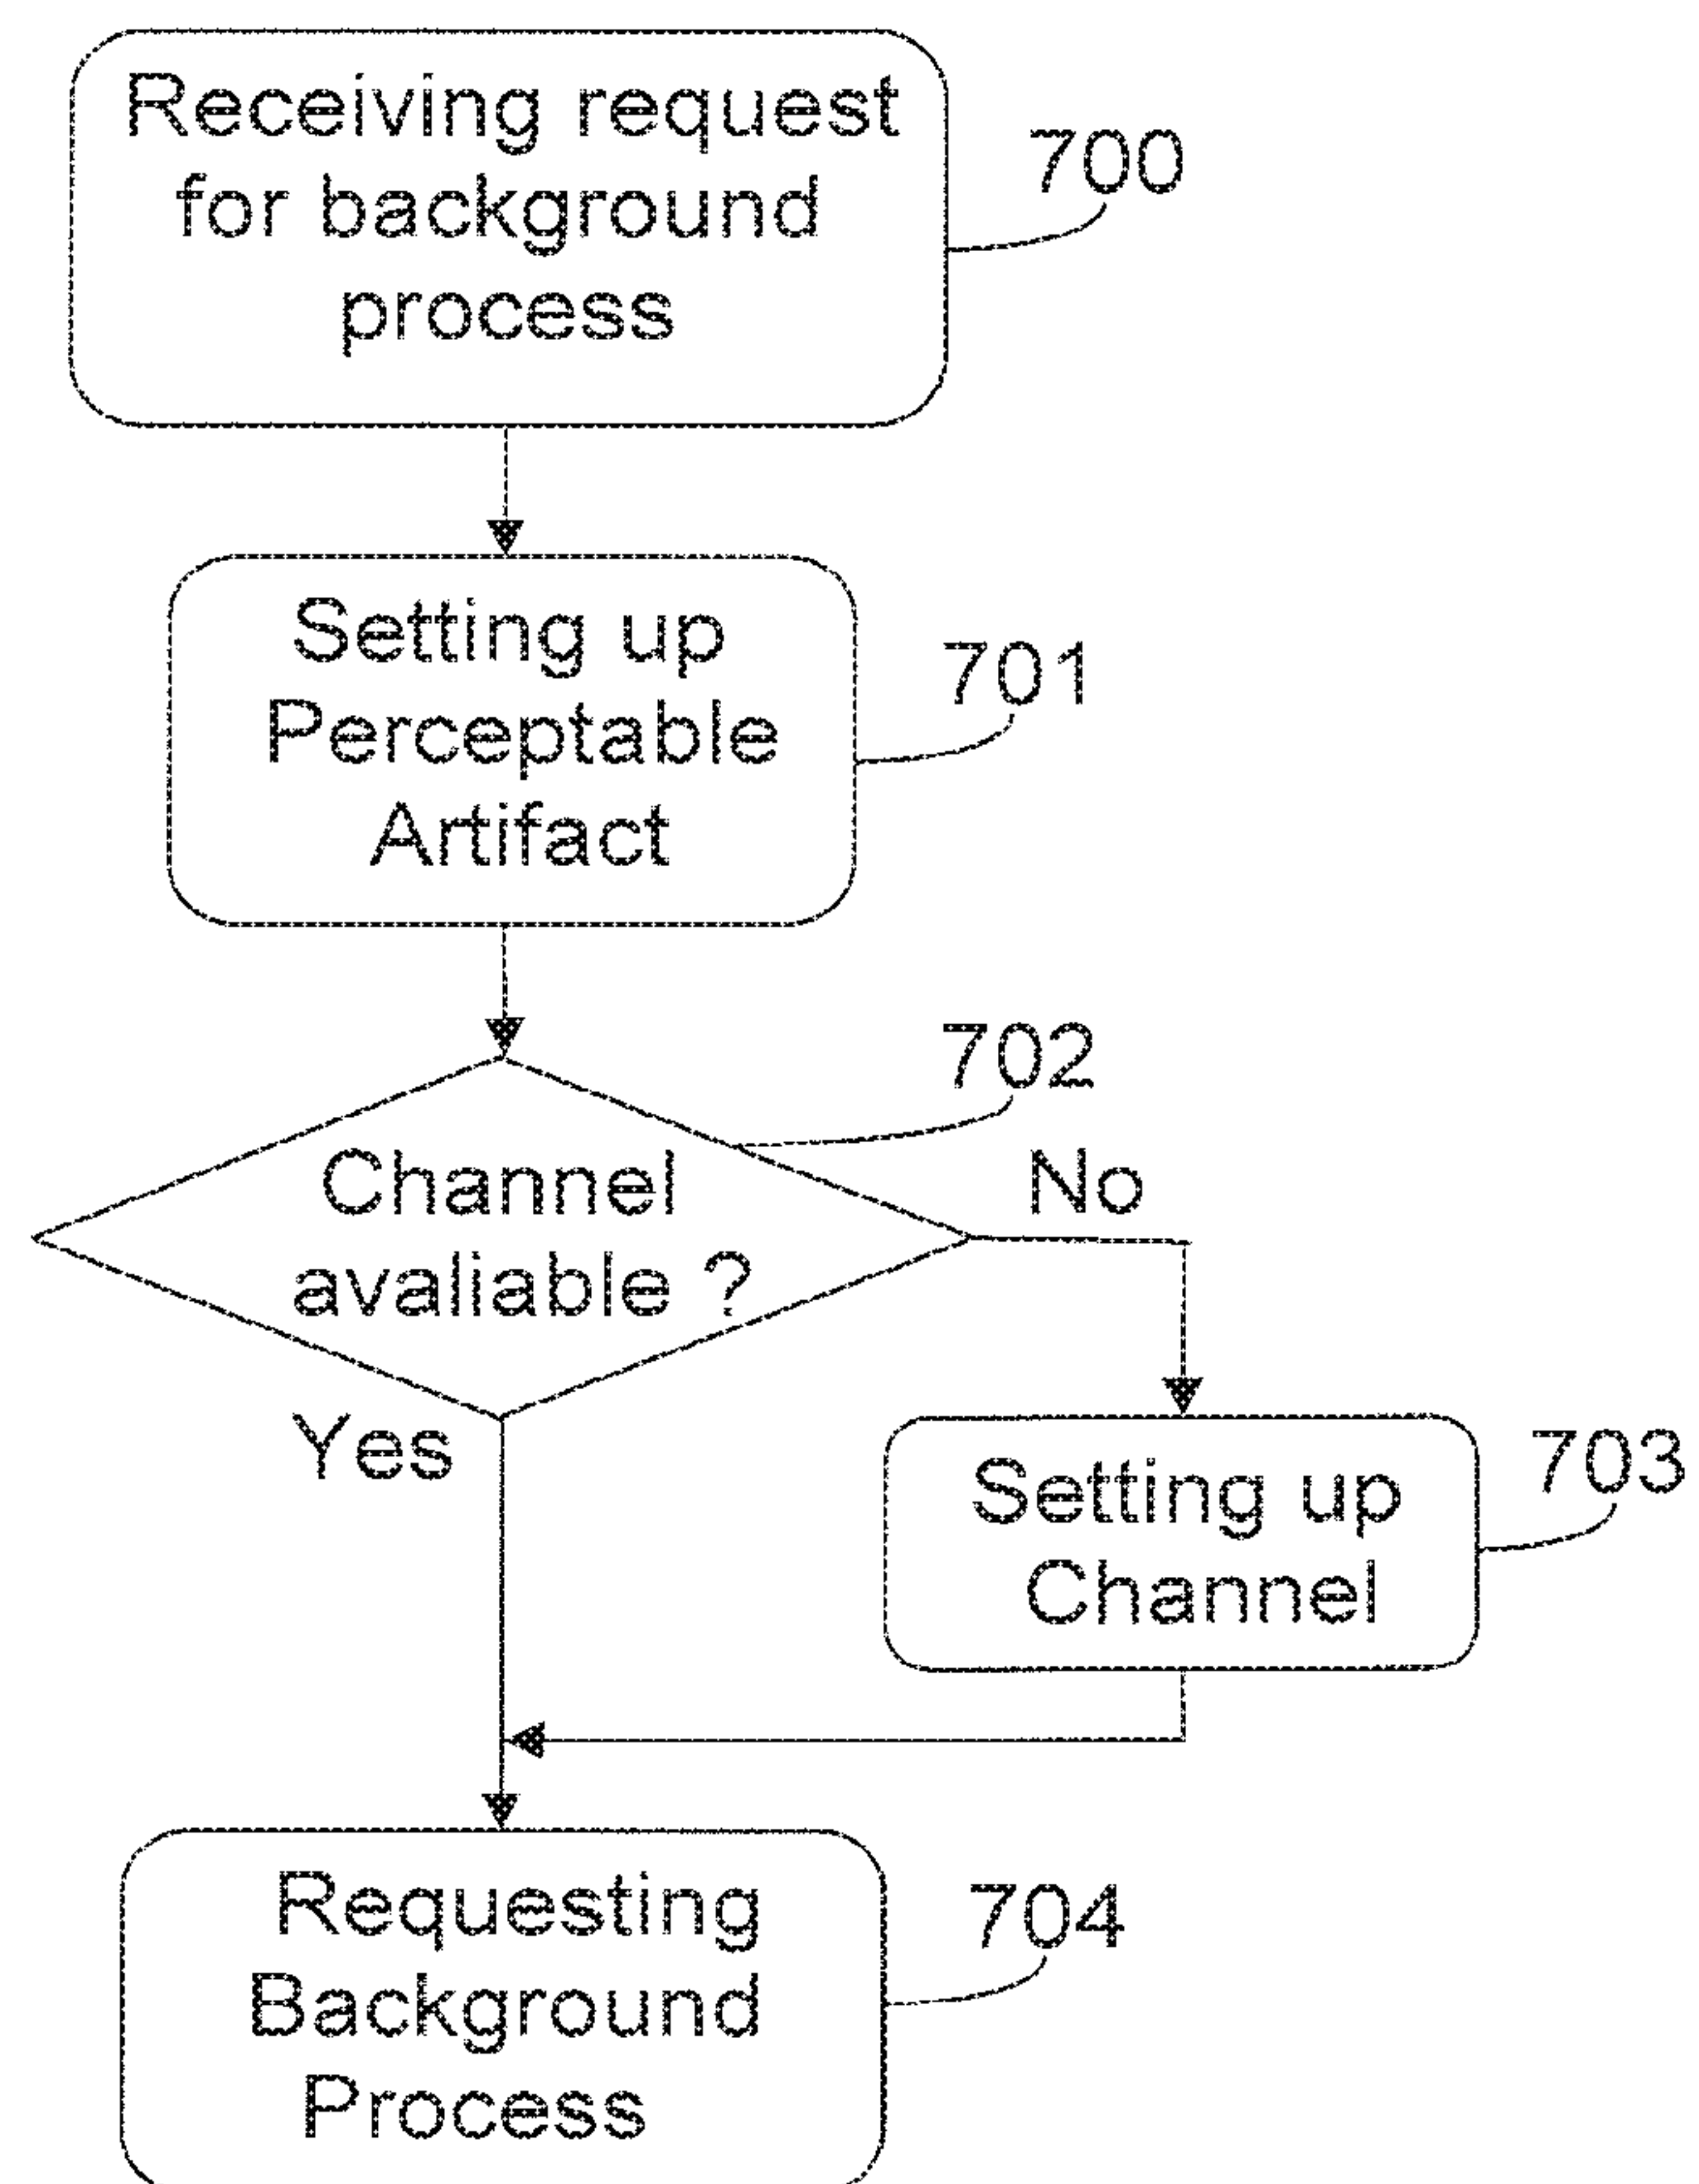 Receiving request
for background
process
700
Setting up
Perceptable
Artifact
701
702
Channel
avaliable ?
No
Yes
Setting up
Channel
703
Requesting
Background
Process
704